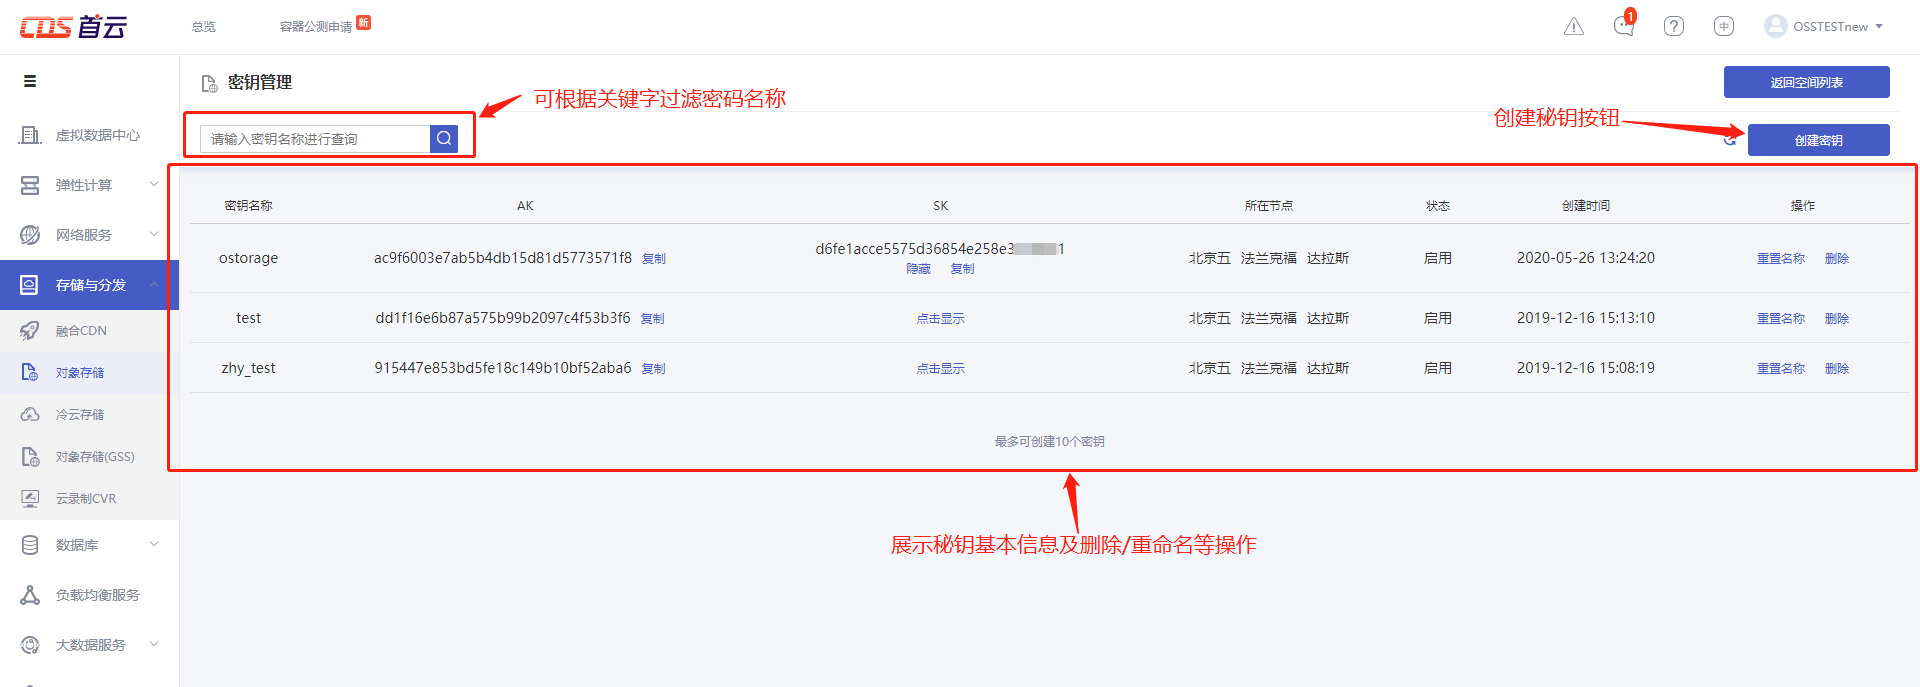 CDS 首云 总览 容器公测申请 新 1 中 OSSTESTnew
密钥管理 返回空间列表
可根据关键字过滤密码名称
创建秘钥按钮
请输入密钥名称进行查询 创建密钥
虚拟数据中心
弹性计算
网络服务
存储与分发
融合CDN
对象存储
冷云存储
对象存储(GSS)
云录制CVR
数据库
负载均衡服务
大数据服务
密钥名称 AK SK 所在节点 状态 创建时间 操作
ostorage ac9f6003e7ab5b4db15d81d5773571f8 复制 d6fe1acce5575d36854e258e3 1 隐藏 复制 北京五 法兰克福 达拉斯 启用 2020-05-26 13:24:20 重置名称 删除
test dd1f16e6b87a575b99b2097c4f53b3f6 复制 点击显示 北京五 法兰克福 达拉斯 启用 2019-12-16 15:13:10 重置名称 删除
zhy_test 915447e853bd5fe18c149b10bf52aba6 复制 点击显示 北京五 法兰克福 达拉斯 启用 2019-12-16 15:08:19 重置名称 删除
最多可创建10个密钥
展示秘钥基本信息及删除/重命名等操作